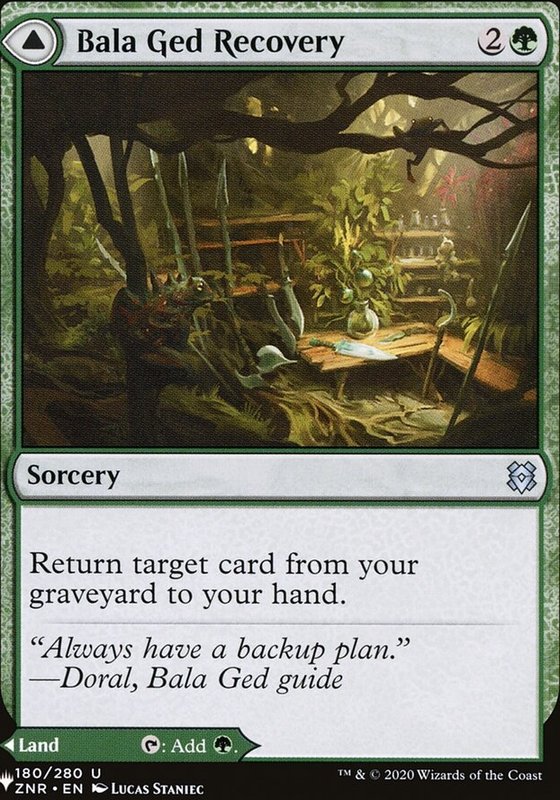 Bala Ged Recovery 2
Sorcery
Return target card from your
graveyard to your hand.
“Always have a backup plan.”
—Doral, Bala Ged guide
Land : Add .
180/280 U
ZNR • EN Lucas Staniec
™ & © 2020 Wizards of the Coast